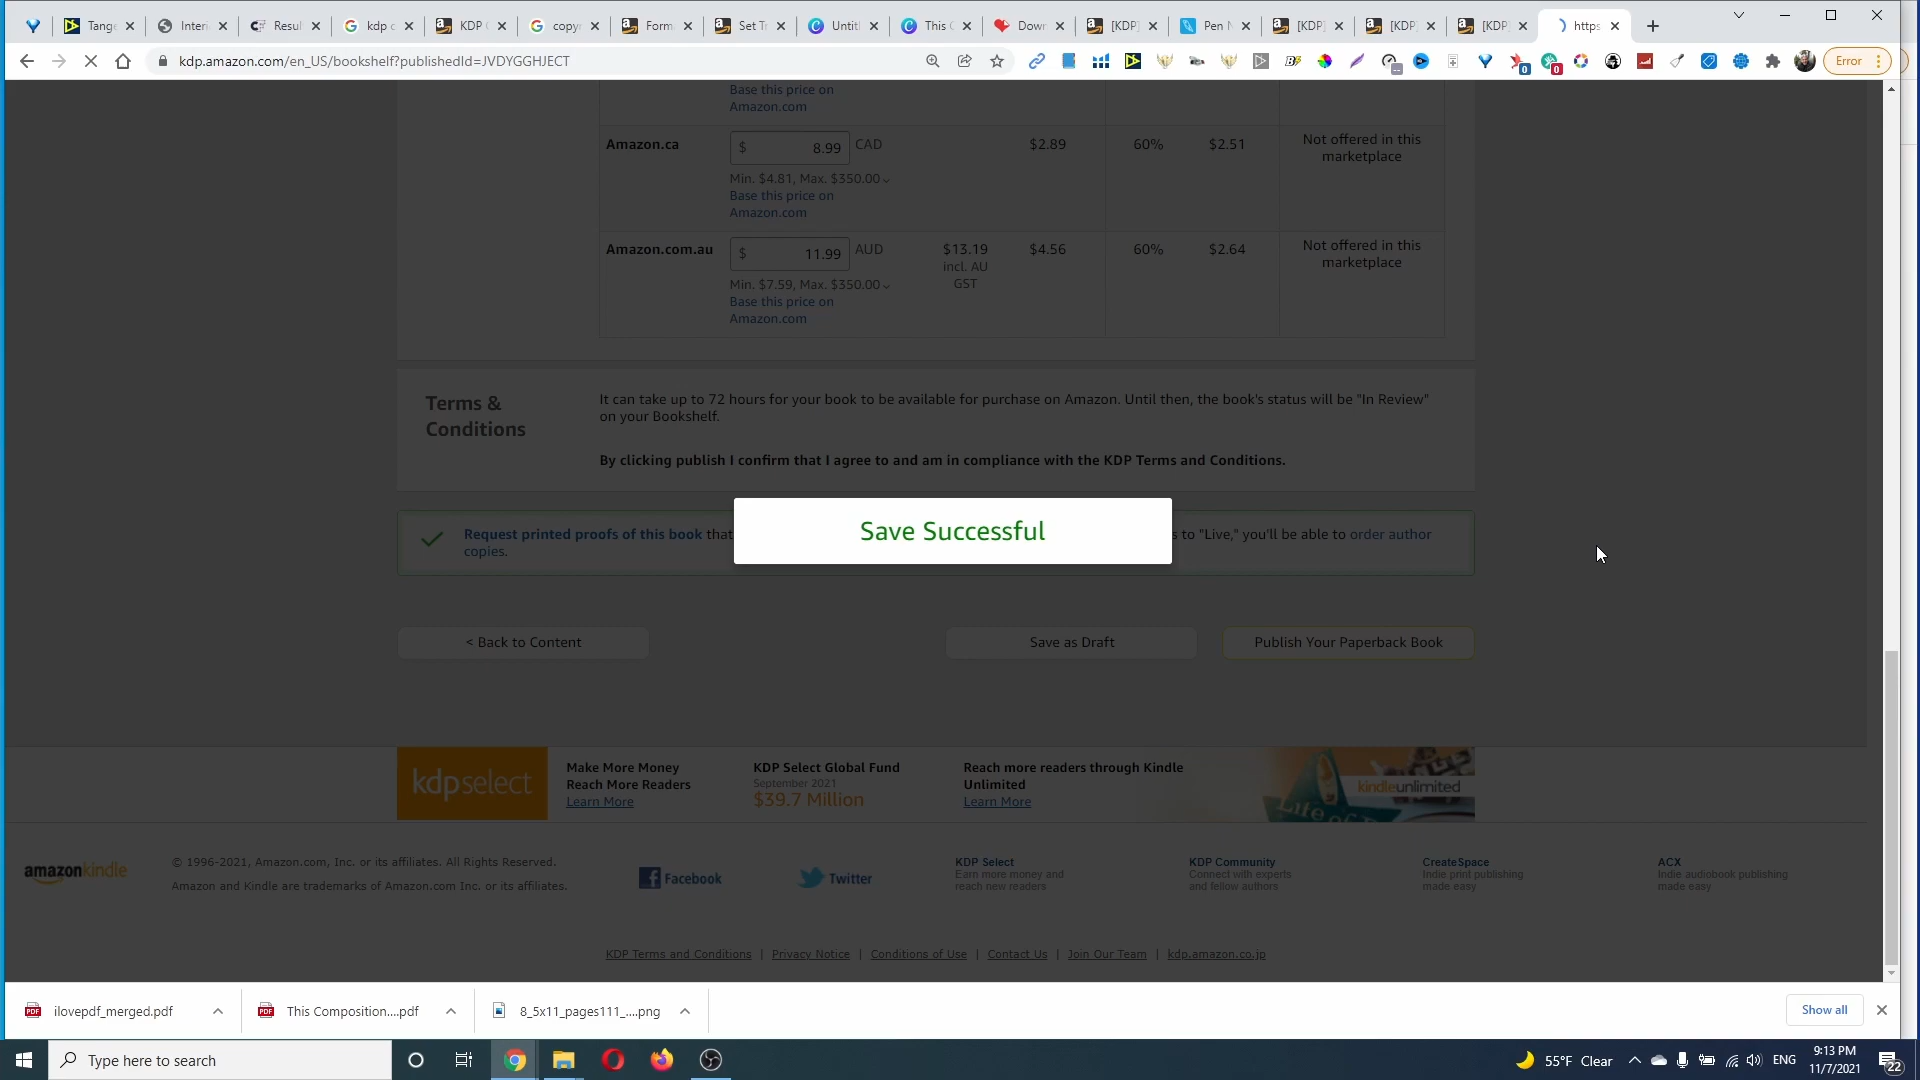 Tange
Interi
Resul
kdp c
KDP
copyr
Form
Set T
Untitl
This C
Down
[KDP]
Pen N
[KDP]
[KDP]
[KDP]
https
kdp.amazon.com/en_US/bookshelf?publishedId=JVDYGGHJECT
Error
Base this price on
Amazon.com
Amazon.ca
$ 8.99 CAD
$2.89
60%
$2.51
Not offered in this
marketplace
Min. $4.81, Max. $350.00
Base this price on
Amazon.com
Amazon.com.au
$ 11.99 AUD
$13.19
incl. AU
GST
$4.56
60%
$2.64
Not offered in this
marketplace
Min. $7.59, Max. $350.00
Base this price on
Amazon.com
Terms &
Conditions
It can take up to 72 hours for your book to be available for purchase on Amazon. Until then, the book's status will be "In Review"
on your Bookshelf.
By clicking publish I confirm that I agree to and am in compliance with the KDP Terms and Conditions.
Save Successful
Request printed proofs of this book that
s to "Live," you'll be able to order author
copies.
< Back to Content
Save as Draft
Publish Your Paperback Book
kdpselect
Make More Money
Reach More Readers
Learn More
KDP Select Global Fund
September 2021
$39.7 Million
Reach more readers through Kindle
Unlimited
Learn More
Life of
kindleunlimited
amazonkindle
© 1996-2021, Amazon.com, Inc. or its affiliates. All Rights Reserved.
Amazon and Kindle are trademarks of Amazon.com Inc. or its affiliates.
Facebook
Twitter
KDP Select
Earn more money and
reach new readers
KDP Community
Connect with experts
and fellow authors
CreateSpace
Indie print publishing
made easy
ACX
Indie audiobook publishing
made easy
KDP Terms and Conditions | Privacy Notice | Conditions of Use | Contact Us | Join Our Team | kdp.amazon.co.jp
ilovepdf_merged.pdf
This Composition....pdf
8_5x11_pages111_....png
Show all
Type here to search
55°F Clear
ENG
9:13 PM
11/7/2021
22